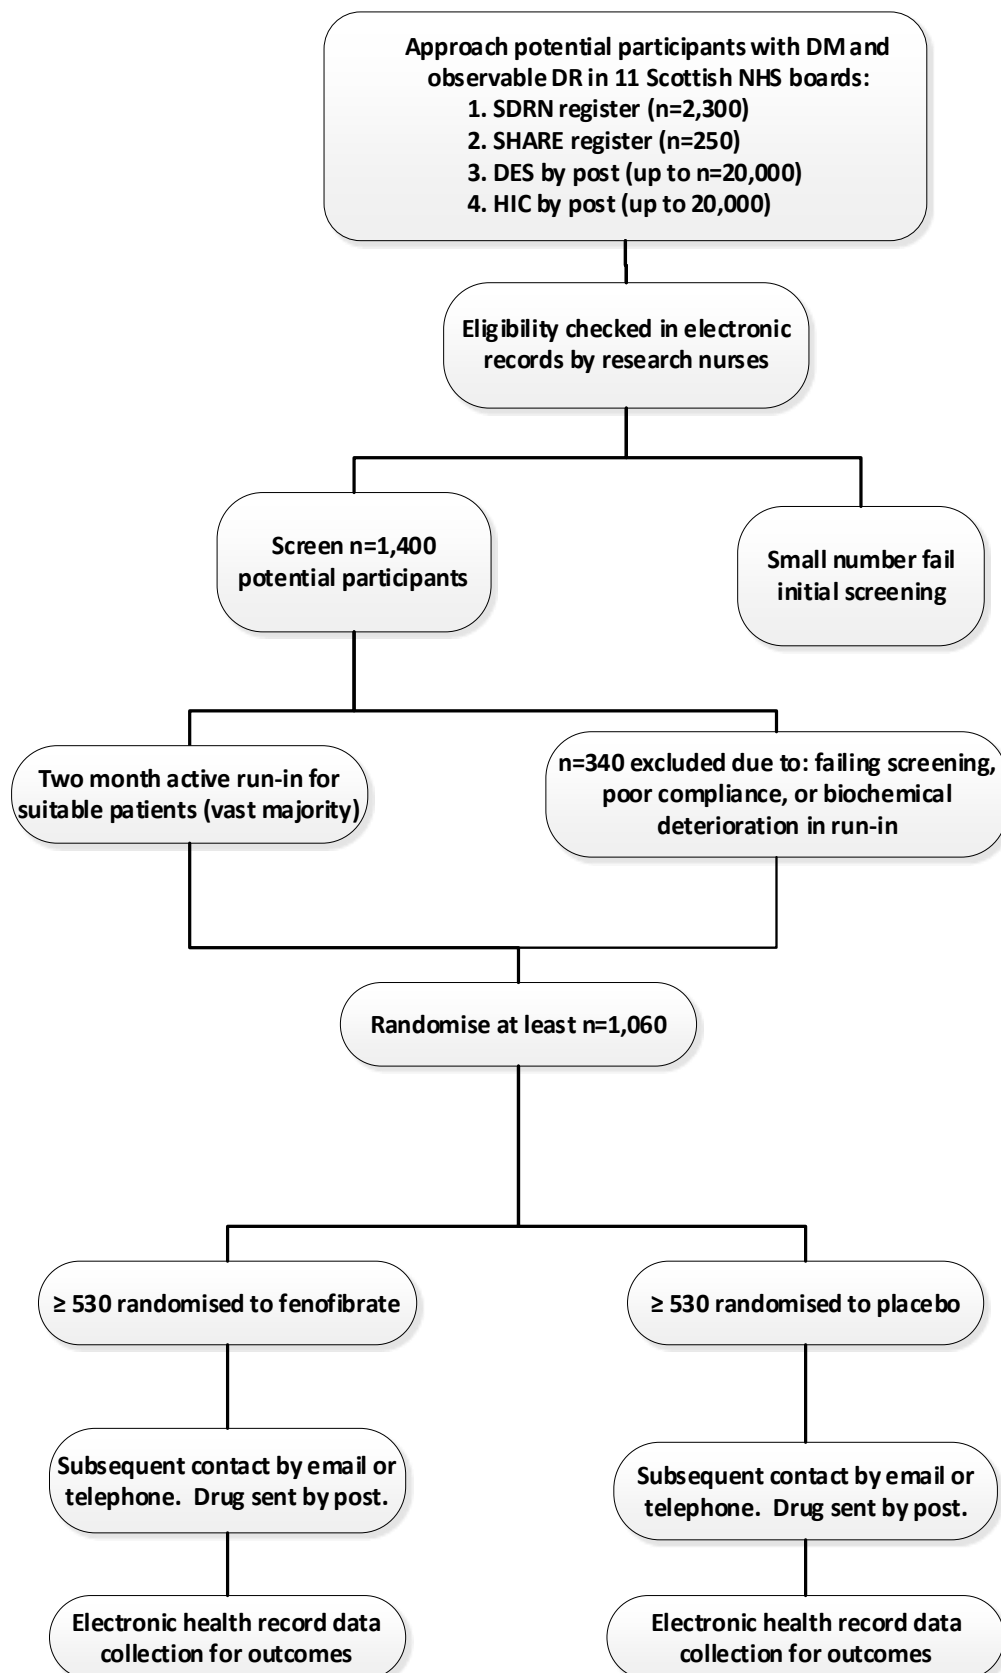 Approach potential participants with DM and
observable DR in 11 Scottish NHS boards:
1. SDRN register (n=2,300)
2. SHARE register (n=250)
3. DES by post (up to n=20,000)
4. HIC by post (up to 20,000)
Eligibility checked in electronic
records by research nurses
Screen n=1,400
potential participants
Small number fail
initial screening
Two month active run-in for
suitable patients (vast majority)
n=340 excluded due to: failing screening,
poor compliance, or biochemical
deterioration in run-in
Randomise at least n=1,060
≥ 530 randomised to fenofibrate
≥ 530 randomised to placebo
Subsequent contact by email or
telephone.  Drug sent by post.
Subsequent contact by email or
telephone.  Drug sent by post.
Electronic health record data
collection for outcomes
Electronic health record data
collection for outcomes